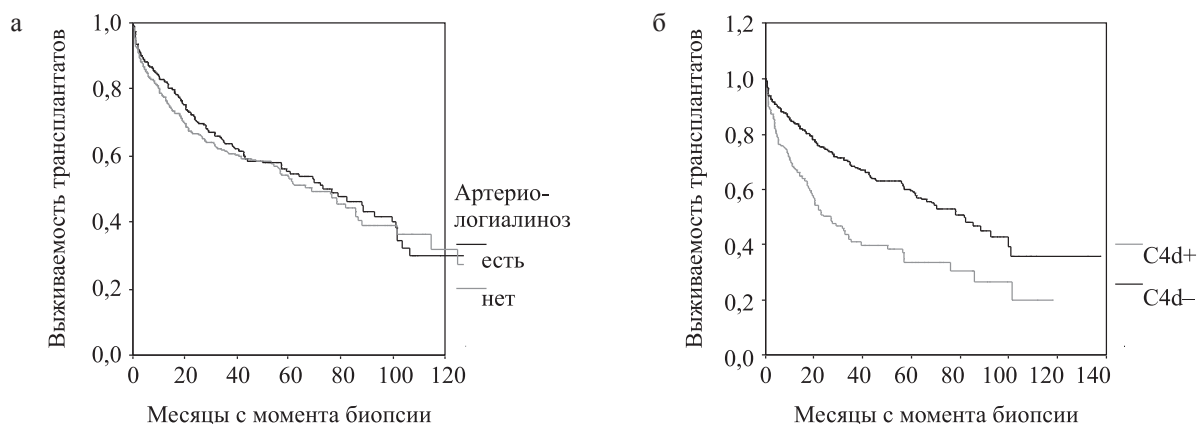 а
Выживаемость трансплантатов
1,0
0,8
0,6
0,4
0,2
0,0
0 20 40 60 80 100 120
Месяцы с момента биопсии
Артерио-
логиалиноз
есть
нет
б
Выживаемость трансплантатов
1,2
1,0
0,8
0,6
0,4
0,2
0,0
0 20 40 60 80 100 120 140
Месяцы с момента биопсии
C4d+
C4d–